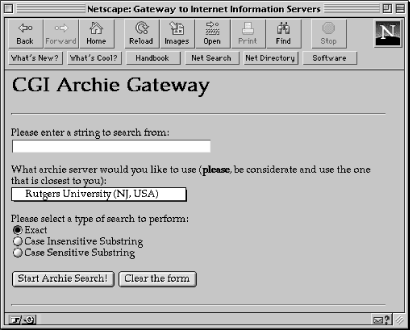 Netscape: Gateway to Internet Information Servers
Back Forward Home Reload Images Open Print Find Stop N
What's New? What's Cool? Handbook Net Search Net Directory Software
CGI Archie Gateway
Please enter a string to search from:
What archie server would you like to use (please, be considerate and use the one
that is closest to you):
Rutgers University (NJ, USA)
Please select a type of search to perform:
Exact
Case Insensitive Substring
Case Sensitive Substring
Start Archie Search! Clear the form
?